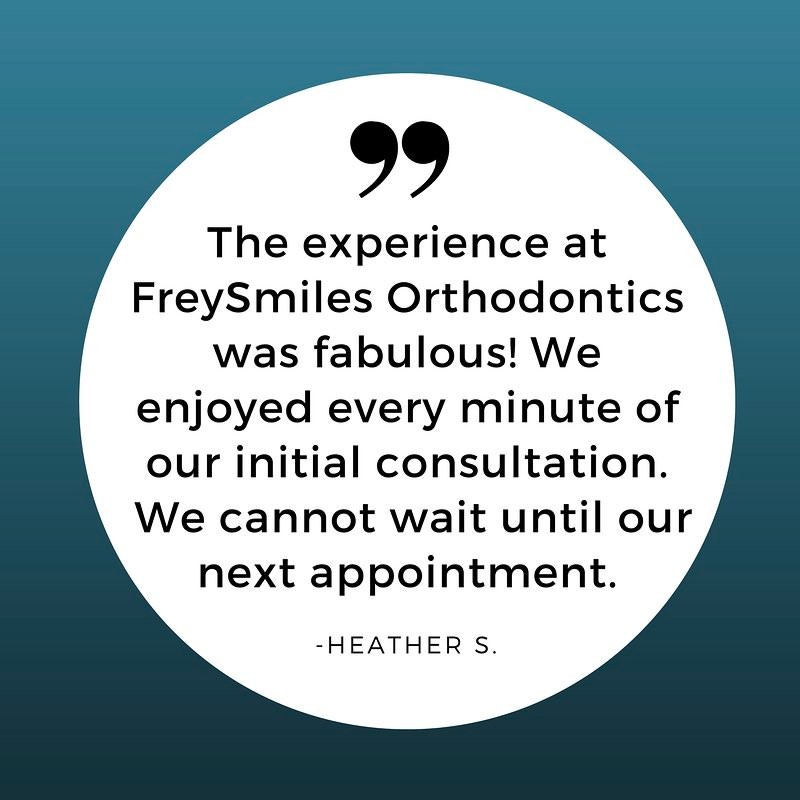 ”
The experience at
FreySmiles Orthodontics
was fabulous! We
enjoyed every minute of
our initial consultation.
We cannot wait until our
next appointment.
-HEATHER S.